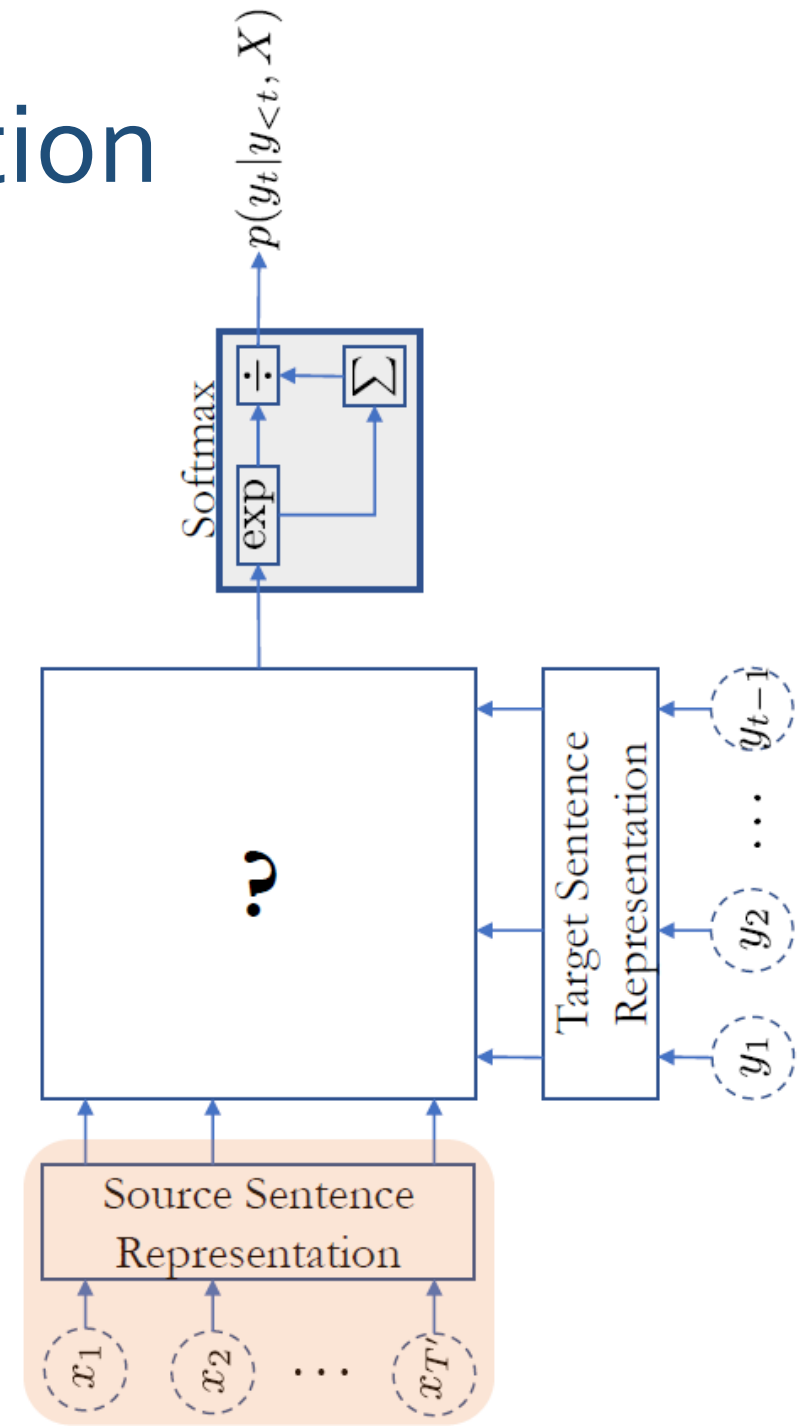 tion
p(y_t|y_{<t}, X)
Softmax
÷
Σ
exp
?
Target Sentence
Representation
y_1
y_2
⋯
y_{t−1}
Source Sentence
Representation
x_1
x_2
⋯
x_{T′}